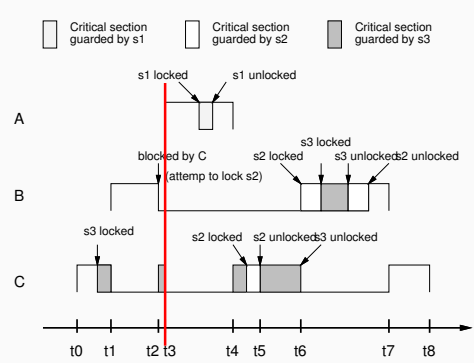 Critical section
guarded by s1
Critical section
guarded by s2
Critical section
guarded by s3
s1 locked
s1 unlocked
A
s3 locked
blocked by C
s2 locked
s3 unlocked
s2 unlocked
(attemp to lock s2)
B
s3 locked
s2 locked
s2 unlocked
s3 unlocked
C
t0 t1 t2 t3 t4 t5 t6 t7 t8